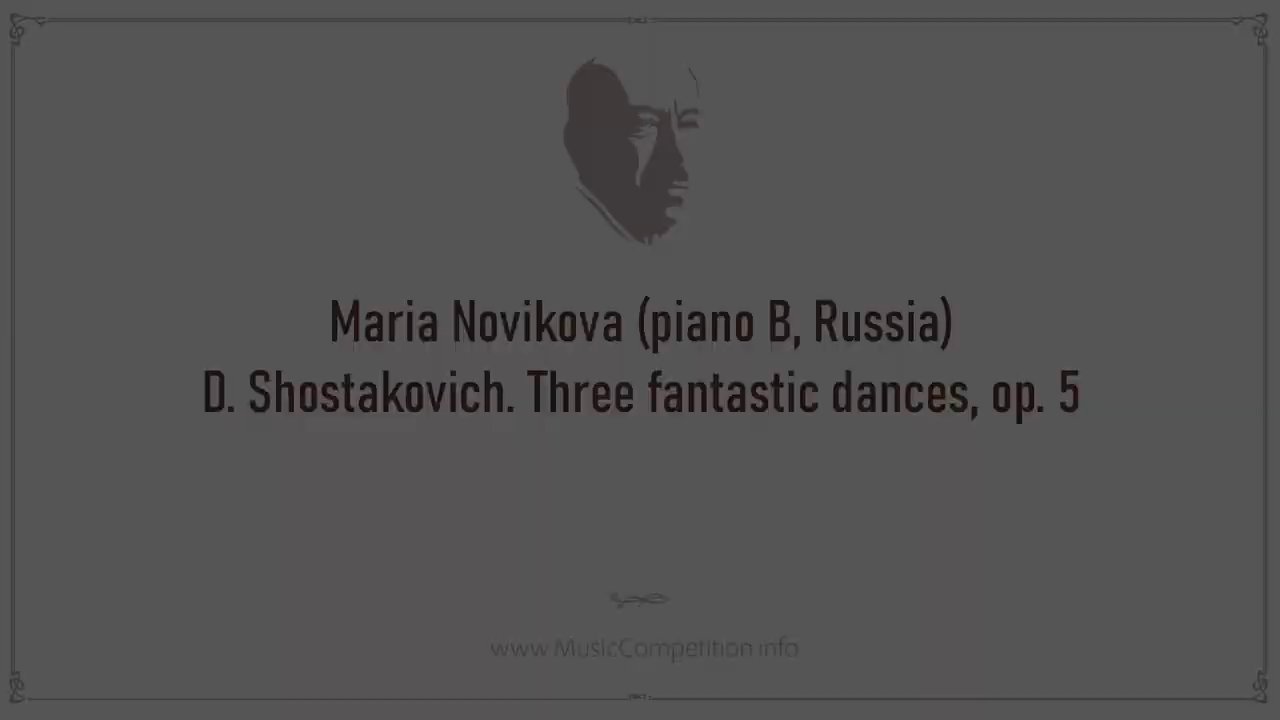 Maria Novikova (piano B, Russia)
D. Shostakovich. Three fantastic dances, op. 5
www.MusicCompetition.info